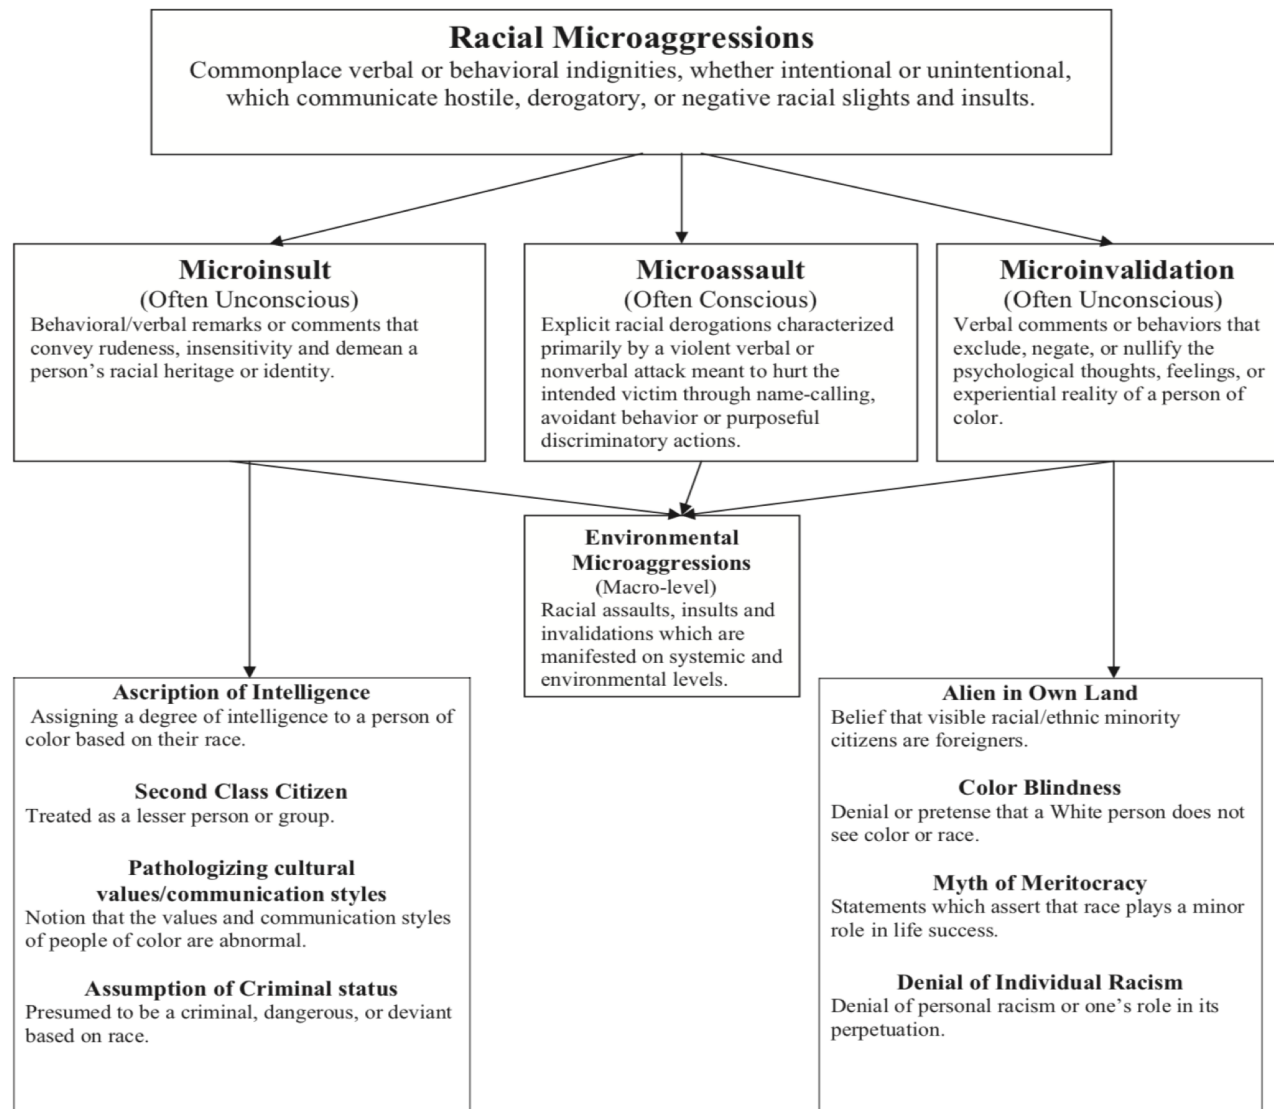 Racial Microaggressions
Commonplace verbal or behavioral indignities, whether intentional or unintentional,
which communicate hostile, derogatory, or negative racial slights and insults.
Microinsult
(Often Unconscious)
Behavioral/verbal remarks or comments that
convey rudeness, insensitivity and demean a
person's racial heritage or identity.
Microassault
(Often Conscious)
Explicit racial derogations characterized
primarily by a violent verbal or
nonverbal attack meant to hurt the
intended victim through name-calling,
avoidant behavior or purposeful
discriminatory actions.
Microinvalidation
(Often Unconscious)
Verbal comments or behaviors that
exclude, negate, or nullify the
psychological thoughts, feelings, or
experiential reality of a person of
color.
Environmental
Microaggressions
(Macro-level)
Racial assaults, insults and
invalidations which are
manifested on systemic and
environmental levels.
Ascription of Intelligence
Assigning a degree of intelligence to a person of
color based on their race.
Second Class Citizen
Treated as a lesser person or group.
Pathologizing cultural
values/communication styles
Notion that the values and communication styles
of people of color are abnormal.
Assumption of Criminal status
Presumed to be a criminal, dangerous, or deviant
based on race.
Alien in Own Land
Belief that visible racial/ethnic minority
citizens are foreigners.
Color Blindness
Denial or pretense that a White person does not
see color or race.
Myth of Meritocracy
Statements which assert that race plays a minor
role in life success.
Denial of Individual Racism
Denial of personal racism or one's role in its
perpetuation.